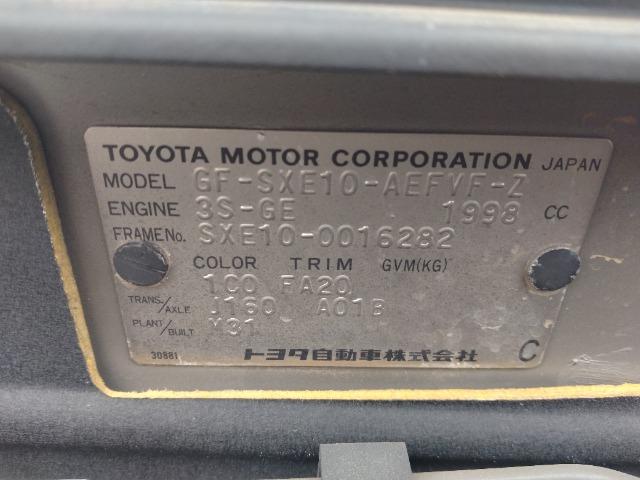 TOYOTA MOTOR CORPORATION JAPAN
MODEL GF-SXE10-AEFVF-Z
ENGINE 3S-GE 1998 CC
FRAME No. SXE10-0016282
COLOR TRIM GVM(KG)
1C0 FA20
TRANS./AXLE J160 A01B
PLANT/BUILT M31
30881 トヨタ自動車株式会社 C